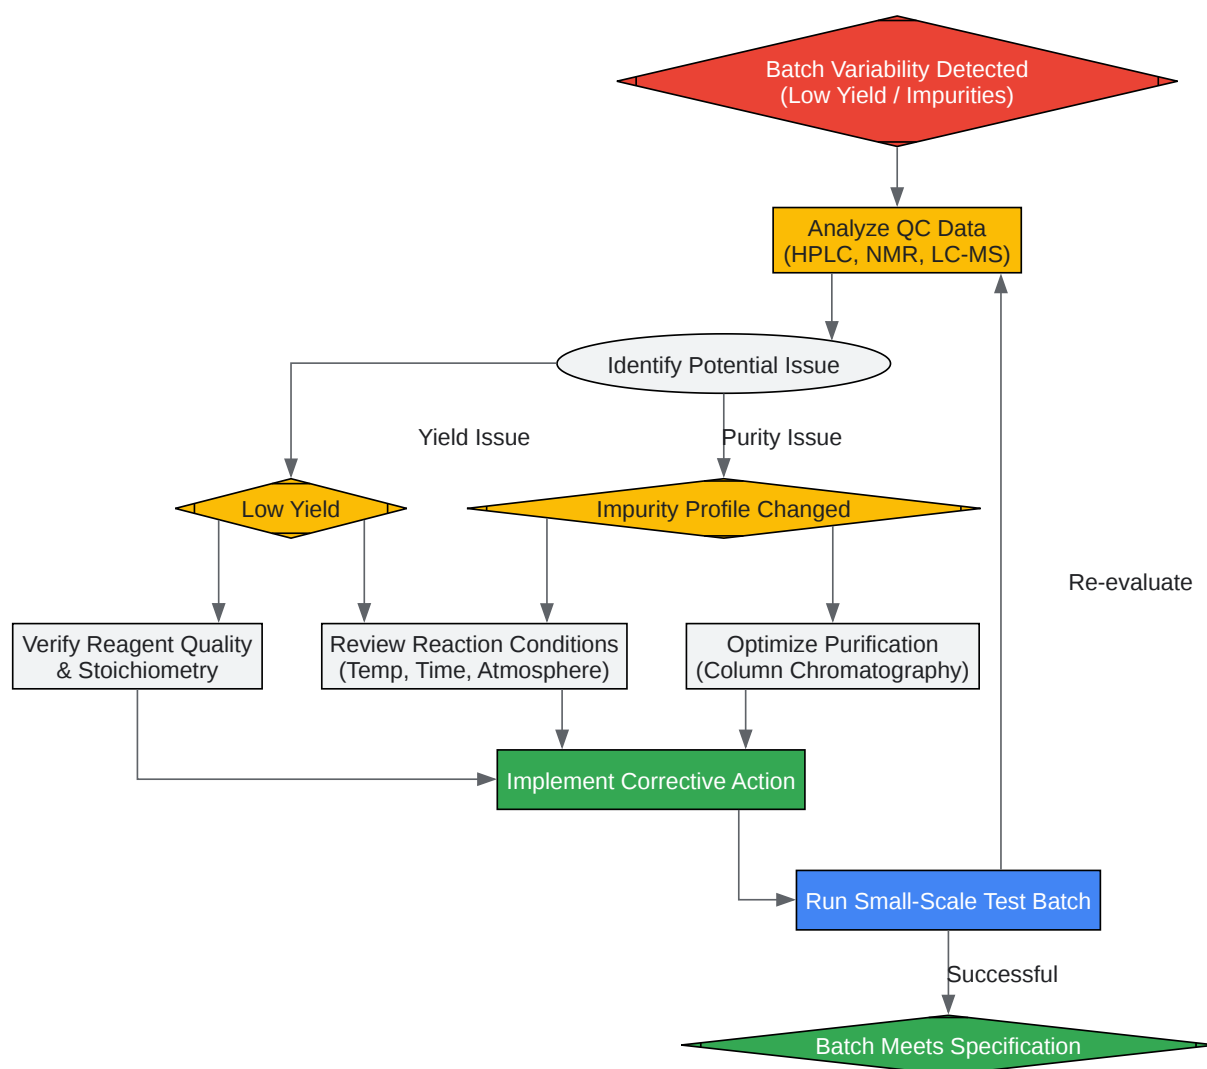 Batch Variability Detected
(Low Yield / Impurities)
Analyze QC Data
(HPLC, NMR, LC-MS)
Identify Potential Issue
Yield Issue
Purity Issue
Low Yield
Impurity Profile Changed
Re-evaluate
Verify Reagent Quality
& Stoichiometry
Review Reaction Conditions
(Temp, Time, Atmosphere)
Optimize Purification
(Column Chromatography)
Implement Corrective Action
Run Small-Scale Test Batch
Successful
Batch Meets Specification